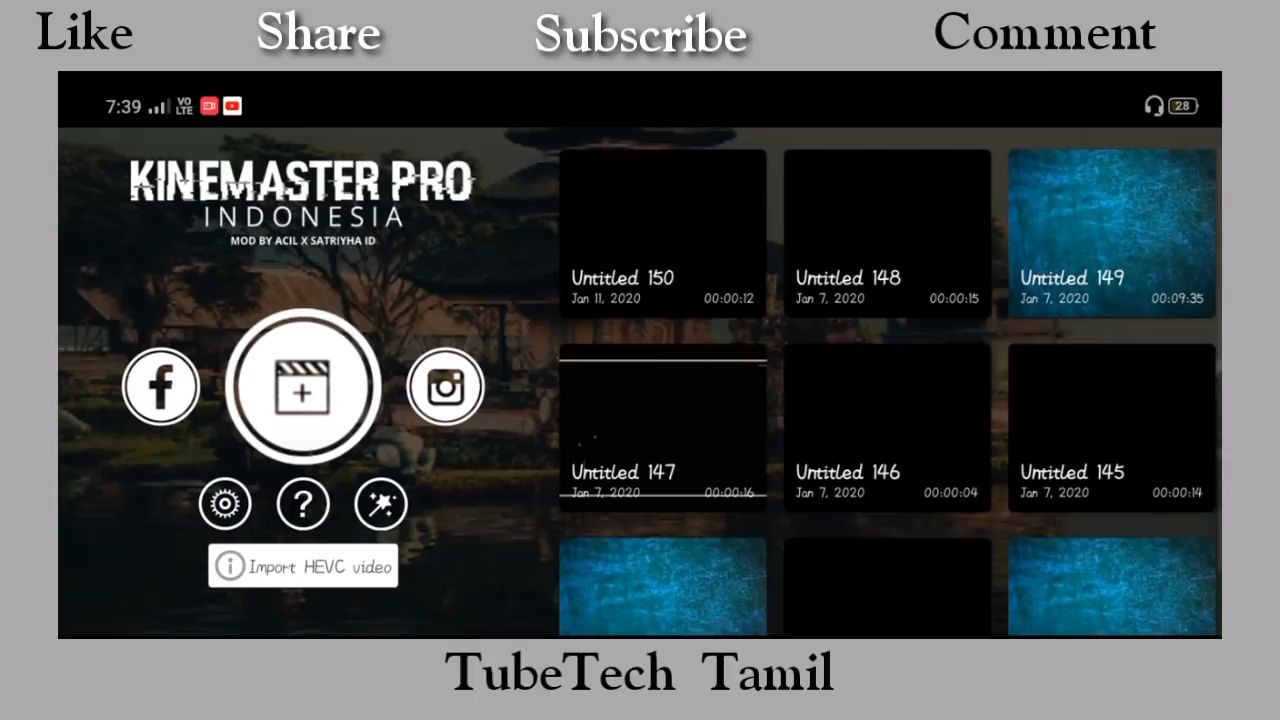 Like Share Subscribe Comment
7:39 VO LTE 28
KINEMASTER PRO
INDONESIA
MOD BY ACIL X SATRIYHA ID
Import HEVC video
Untitled 150
Jan 11, 2020 00:00:12
Untitled 148
Jan 7, 2020 00:00:15
Untitled 149
Jan 7, 2020 00:09:35
Untitled 147
Jan 7, 2020 00:00:16
Untitled 146
Jan 7, 2020 00:00:04
Untitled 145
Jan 7, 2020 00:00:14
TubeTech Tamil